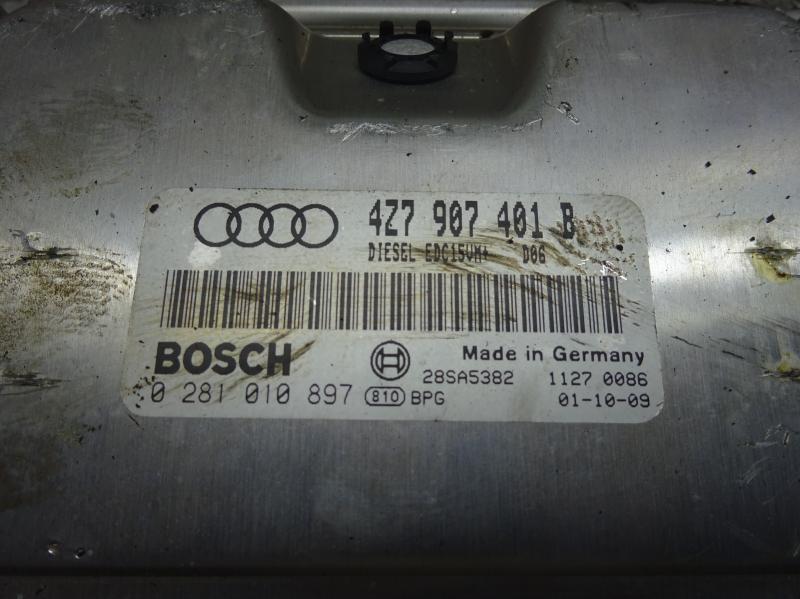 4Z7 907 401 B
DIESEL EDC15VM+ D06
BOSCH
Made in Germany
28SA5382 1127 0086
0 281 010 897 810 BPG 01-10-09